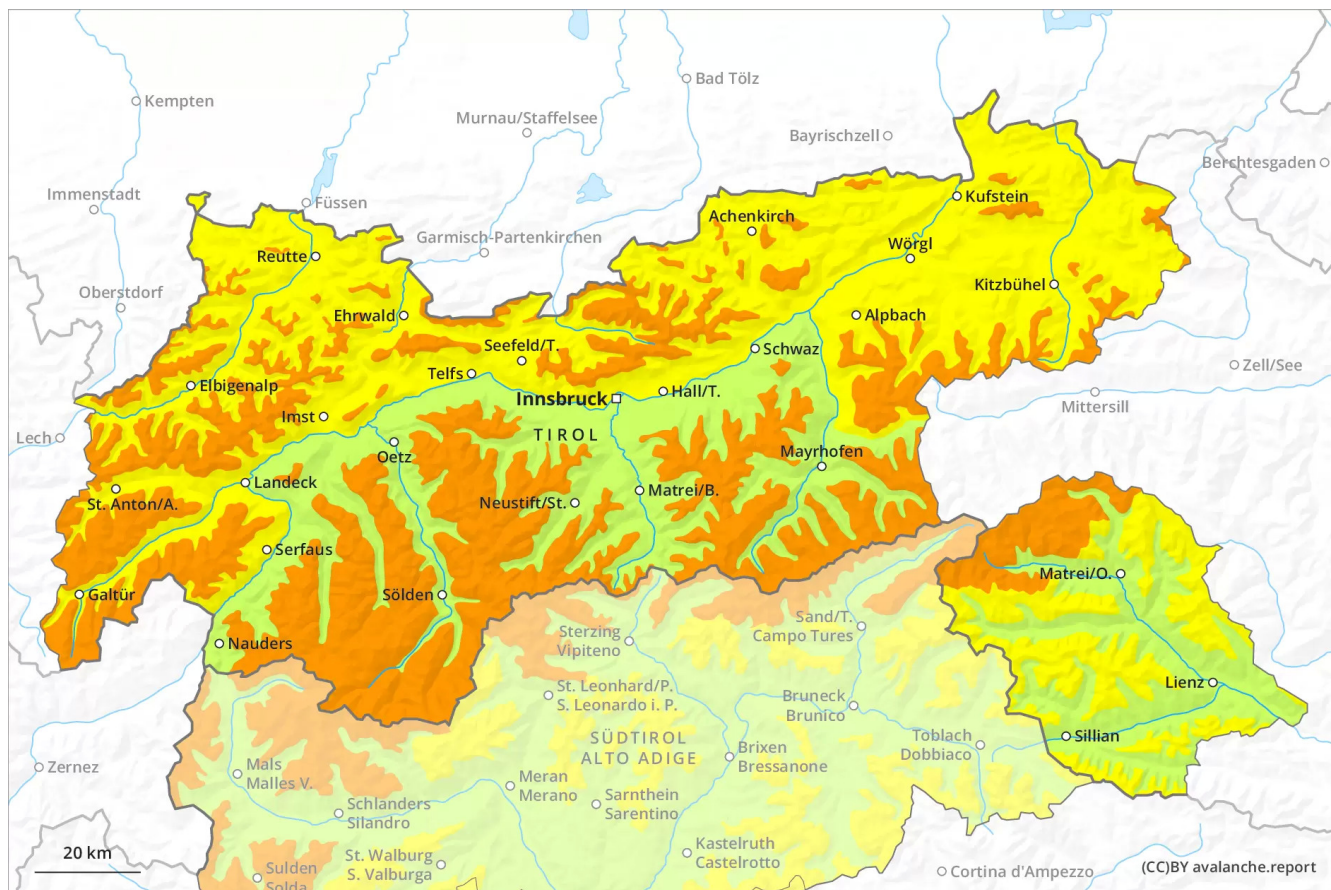 Bad Tölz
Kempten
Murnau/Staffelsee
Bayrischzell
Berchtesgaden
Immenstadt
Füssen
Kufstein
Achenkirch
Garmisch-Partenkirchen
Wörgl
Reutte
Oberstdorf
Kitzbühel
Ehrwald
Alpbach
Seefeld/T.
Schwaz
Zell/See
Telfs
Elbigenalp
Innsbruck
Hall/T.
Mittersill
Imst
Lech
TIROL
Oetz
Mayrhofen
Landeck
Matrei/B.
St. Anton/A.
Neustift/St.
Serfaus
Matrei/O.
Galtür
Sölden
Sand/T.
Campo Tures
Sterzing
Vipiteno
Nauders
Lienz
St. Leonhard/P.
S. Leonardo i. P.
Bruneck
Brunico
Sillian
SÜDTIROL
ALTO ADIGE
Toblach
Dobbiaco
Brixen
Bressanone
Zernez
Mals
Malles V.
Meran
Merano
Sarnthein
Sarentino
Schlanders
Silandro
Kastelruth
Castelrotto
20 km
St. Walburg
S. Valburga
Sulden
Solda
Cortina d'Ampezzo
(CC)BY avalanche.report